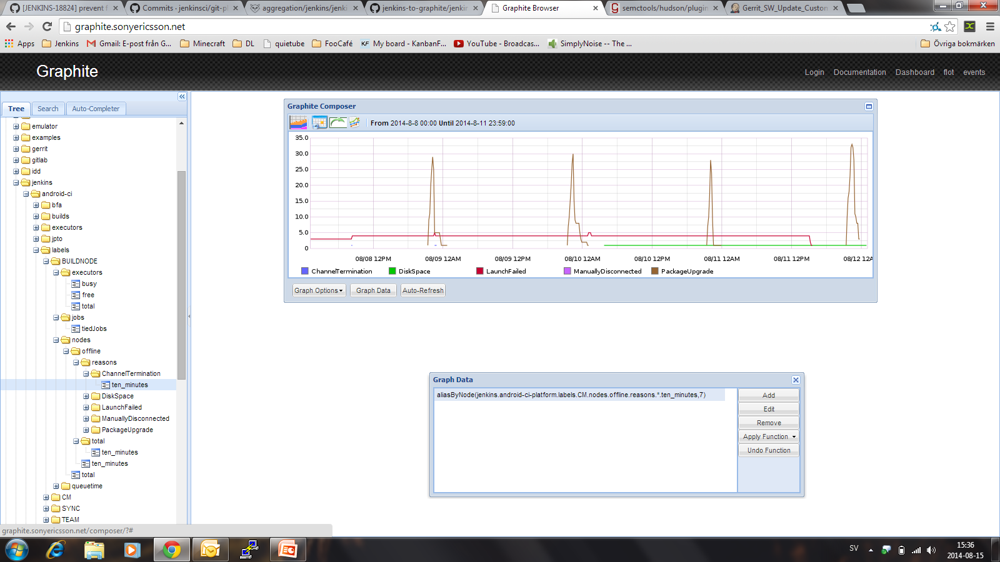 [JENKINS-18824] prevent f
Commits · jenkinsci/git-pl
aggregation/jenkins/jenki
jenkins-to-graphite/jenkin
Graphite Browser
semctools/hudson/plugin
Gerrit_SW_Update_Custom
graphite.sonyericsson.net
Apps
Jenkins
Gmail: E-post från G...
Minecraft
DL
quietube
FooCafé
KF
My board - KanbanF...
YouTube - Broadcas...
SimplyNoise -- The ...
Övriga bokmärken
Graphite
Login
Documentation
Dashboard
flot
events
Tree
Search
Auto-Completer
emulator
examples
gerrit
gitlab
idd
jenkins
android-ci
bfa
builds
executors
jpto
labels
BUILDNODE
executors
busy
free
total
jobs
tiedJobs
nodes
offline
reasons
ChannelTermination
ten_minutes
DiskSpace
LaunchFailed
ManuallyDisconnected
PackageUpgrade
total
ten_minutes
ten_minutes
total
queuetime
CM
SYNC
TEAM
graphite.sonyericsson.net/composer/?#
Graphite Composer
From 2014-8-8 00:00 Until 2014-8-11 23:59:00
35.0
30.0
25.0
20.0
15.0
10.0
5.0
0
08/08 12PM
08/09 12AM
08/09 12PM
08/10 12AM
08/10 12PM
08/11 12AM
08/11 12PM
08/12 12A
ChannelTermination
DiskSpace
LaunchFailed
ManuallyDisconnected
PackageUpgrade
Graph Options
Graph Data
Auto-Refresh
Graph Data
aliasByNode(jenkins.android-ci-platform.labels.CM.nodes.offline.reasons.*.ten_minutes,7)
Add
Edit
Remove
Apply Function
Undo Function
SV
15:36
2014-08-15